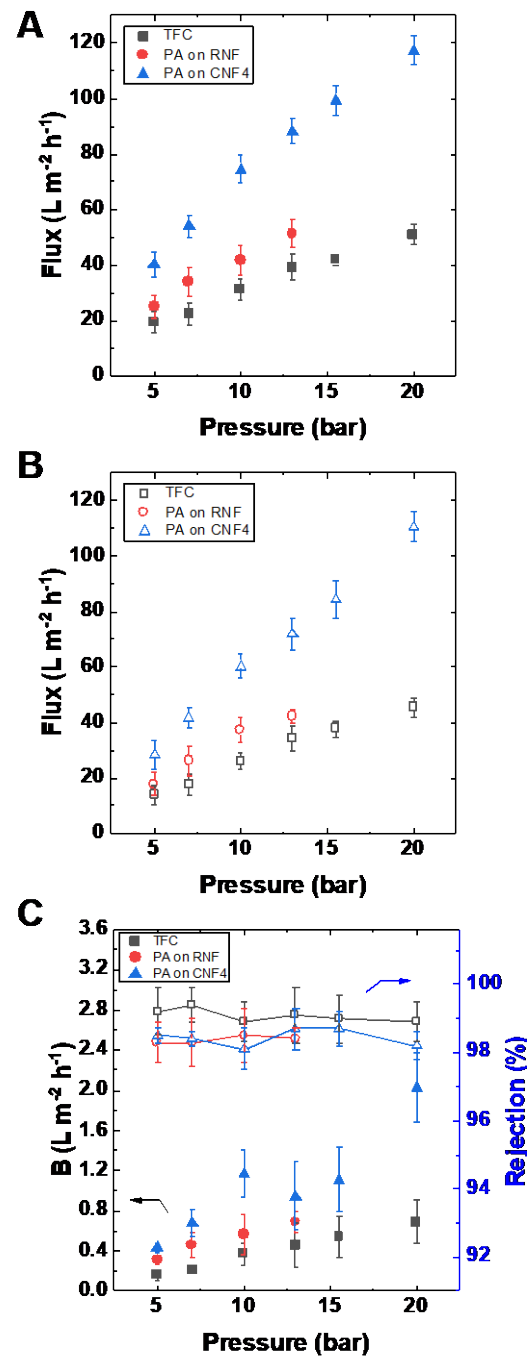 A
TFC
PA on RNF
PA on CNF4
120
100
80
60
40
20
0
Flux (L m⁻² h⁻¹)
5 10 15 20
Pressure (bar)
B
TFC
PA on RNF
PA on CNF4
120
100
80
60
40
20
0
Flux (L m⁻² h⁻¹)
5 10 15 20
Pressure (bar)
C
TFC
PA on RNF
PA on CNF4
3.6
3.2
2.8
2.4
2.0
1.6
1.2
0.8
0.4
0.0
B (L m⁻² h⁻¹)
100
98
96
94
92
Rejection (%)
5 10 15 20
Pressure (bar)